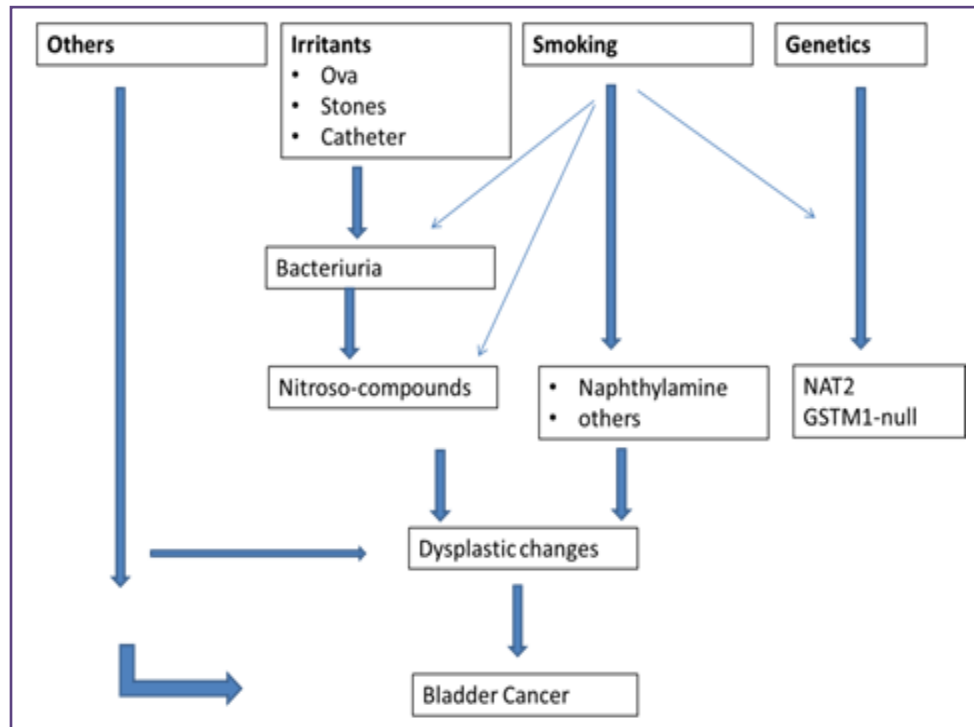 Others
Irritants
• Ova
• Stones
• Catheter
Smoking
Genetics
Bacteriuria
Nitroso-compounds
• Naphthylamine
• others
NAT2
GSTM1-null
Dysplastic changes
Bladder Cancer